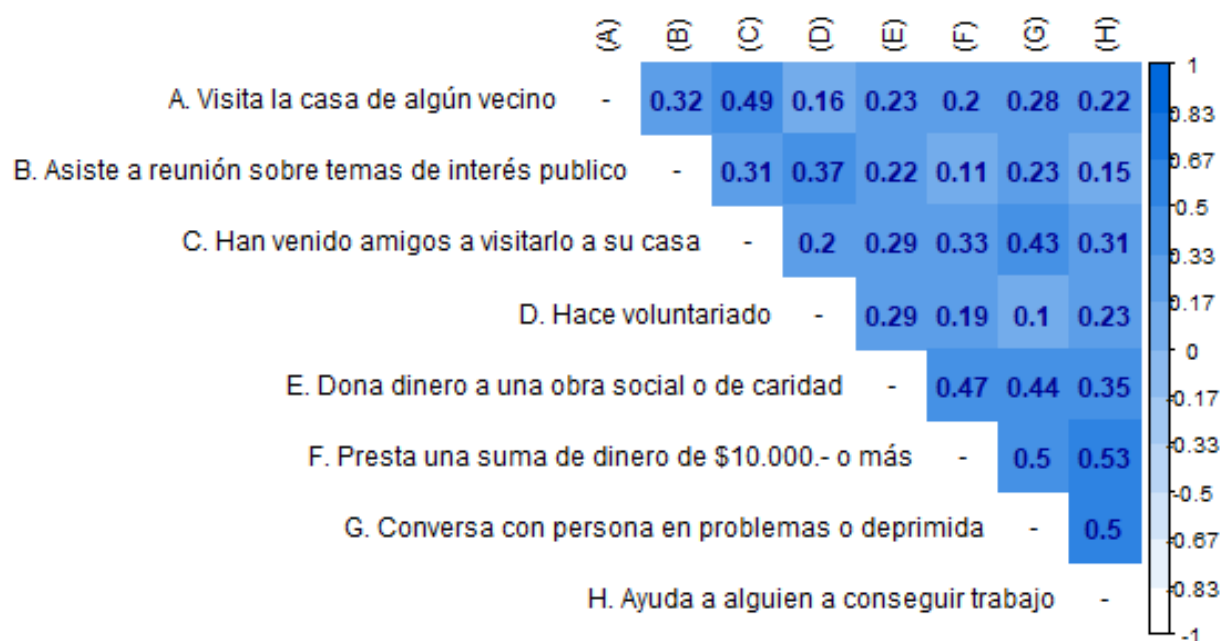 (A) (B) (C) (D) (E) (F) (G) (H)
A. Visita la casa de algún vecino - 0.32 0.49 0.16 0.23 0.2 0.28 0.22
B. Asiste a reunión sobre temas de interés publico - 0.31 0.37 0.22 0.11 0.23 0.15
C. Han venido amigos a visitarlo a su casa - 0.2 0.29 0.33 0.43 0.31
D. Hace voluntariado - 0.29 0.19 0.1 0.23
E. Dona dinero a una obra social o de caridad - 0.47 0.44 0.35
F. Presta una suma de dinero de $10.000.- o más - 0.5 0.53
G. Conversa con persona en problemas o deprimida - 0.5
H. Ayuda a alguien a conseguir trabajo -
1
0.83
0.67
0.5
0.33
0.17
0
-0.17
-0.33
-0.5
-0.67
-0.83
-1